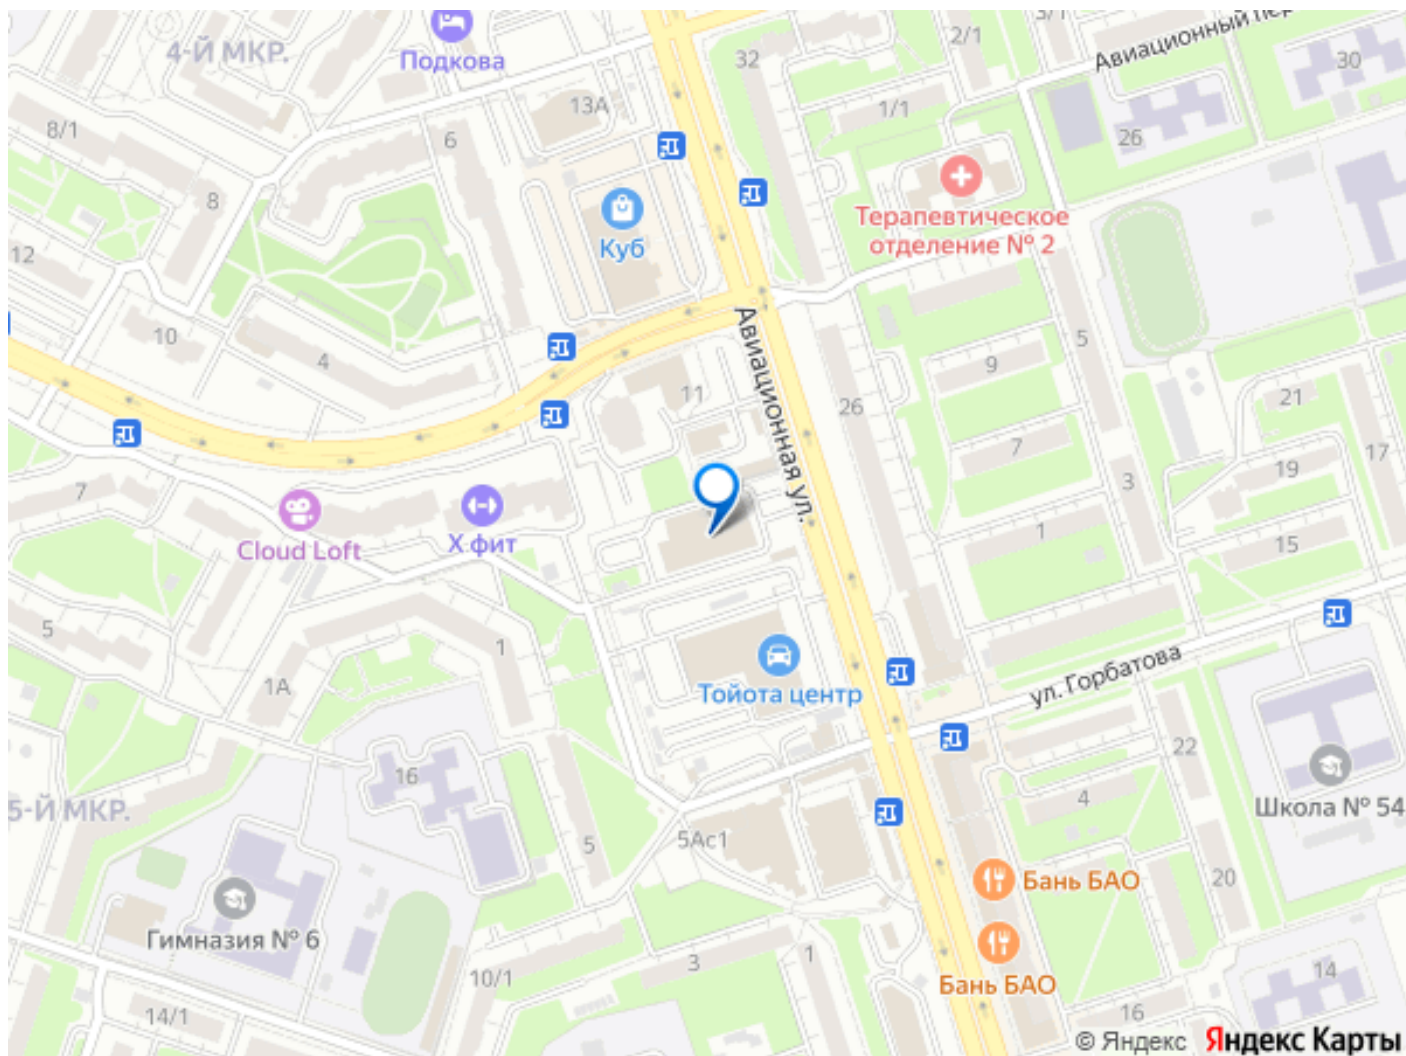 4-Й МКР.
Подкова
32
2/1
3/1
Авиационный пер
30
13А
1/1
26
8/1
6
8
Терапевтическое
отделение № 2
Куб
12
10
4
5
9
11
Авиационная ул.
26
21
7
17
7
3
19
Cloud Loft
Х фит
1
15
5
1
1А
ул. Горбатова
Тойота центр
22
16
5-Й МКР.
4
Школа № 54
5Ас1
5
20
Бань БАО
Гимназия № 6
3
1
10/1
14
Бань БАО
14/1
16
© Яндекс Яндекс Карты